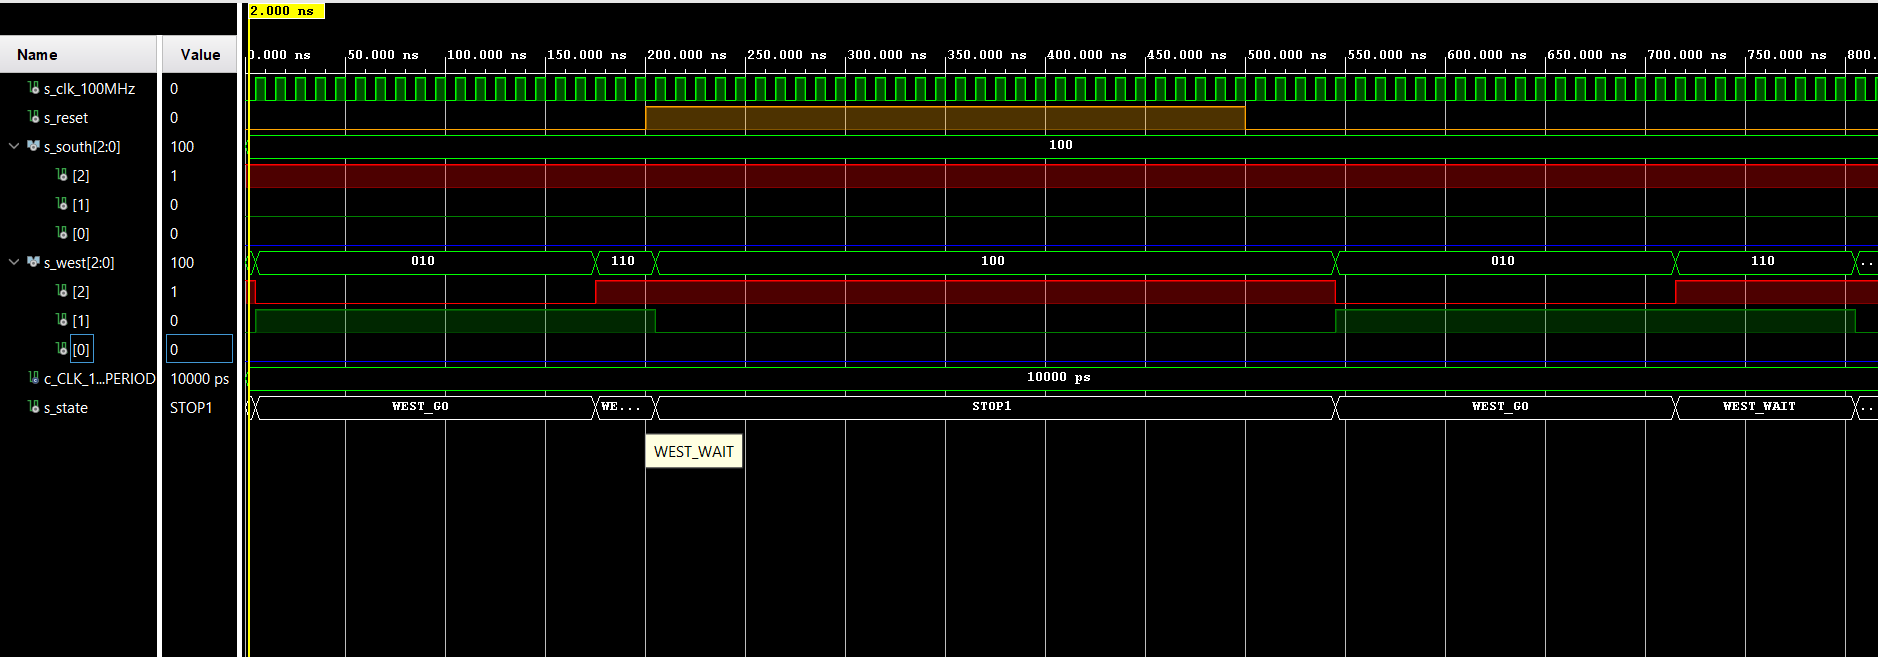 2.000 ns
Name Value
0.000 ns 50.000 ns 100.000 ns 150.000 ns 200.000 ns 250.000 ns 300.000 ns 350.000 ns 400.000 ns 450.000 ns 500.000 ns 550.000 ns 600.000 ns 650.000 ns 700.000 ns 750.000 ns 800.
s_clk_100MHz 0
s_reset 0
s_south[2:0] 100 100
[2] 1
[1] 0
[0] 0
s_west[2:0] 100 010 110 100 010 110 ..
[2] 1
[1] 0
[0] 0
c_CLK_1...PERIOD 10000 ps 10000 ps
s_state STOP1 WEST_GO WE... STOP1 WEST_GO WEST_WAIT ..
WEST_WAIT